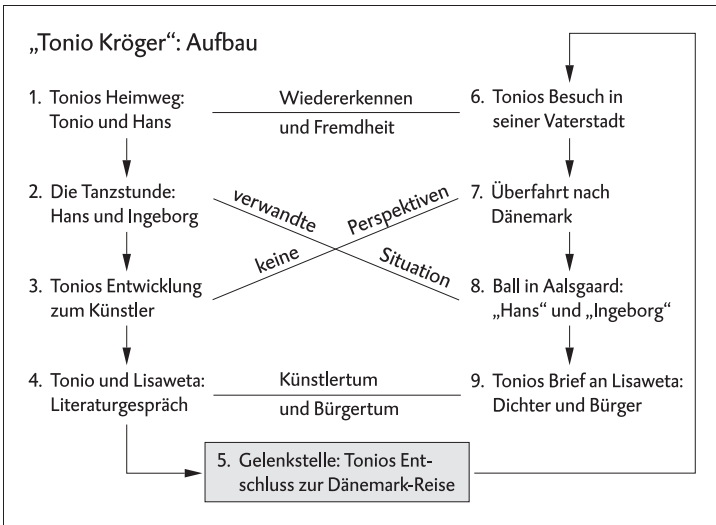 „Tonio Kröger“: Aufbau
1. Tonios Heimweg:
Tonio und Hans
Wiedererkennen
und Fremdheit
6. Tonios Besuch in
seiner Vaterstadt
2. Die Tanzstunde:
Hans und Ingeborg
verwandte
Situation
keine
Perspektiven
7. Überfahrt nach
Dänemark
3. Tonios Entwicklung
zum Künstler
8. Ball in Aalsgaard:
„Hans“ und „Ingeborg“
4. Tonio und Lisaweta:
Literaturgespräch
Künstlertum
und Bürgertum
9. Tonios Brief an Lisaweta:
Dichter und Bürger
5. Gelenkstelle: Tonios Ent-
schluss zur Dänemark-Reise